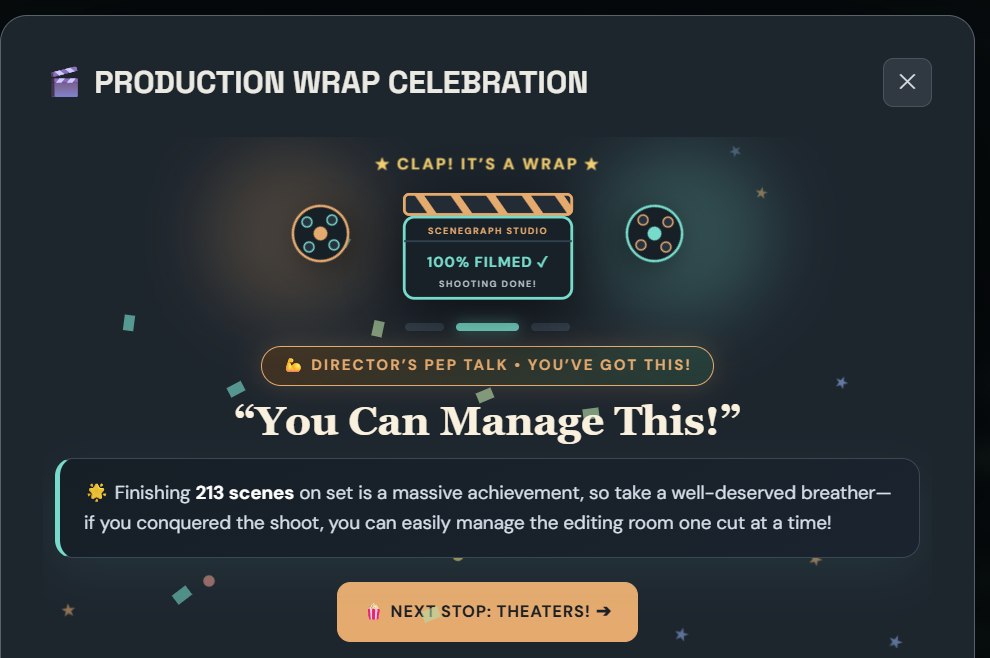 PRODUCTION WRAP CELEBRATION
★ CLAP! IT'S A WRAP ★
SCENEGRAPH STUDIO
100% FILMED ✓
SHOOTING DONE!
💪 DIRECTOR'S PEP TALK • YOU'VE GOT THIS!
“You Can Manage This!”
🌟 Finishing 213 scenes on set is a massive achievement, so take a well-deserved breather—
if you conquered the shoot, you can easily manage the editing room one cut at a time!
🍿 NEXT STOP: THEATERS! ➔